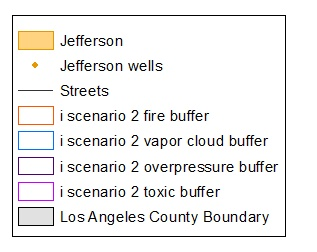 Jefferson
Jefferson wells
Streets
i scenario 2 fire buffer
i scenario 2 vapor cloud buffer
i scenario 2 overpressure buffer
i scenario 2 toxic buffer
Los Angeles County Boundary